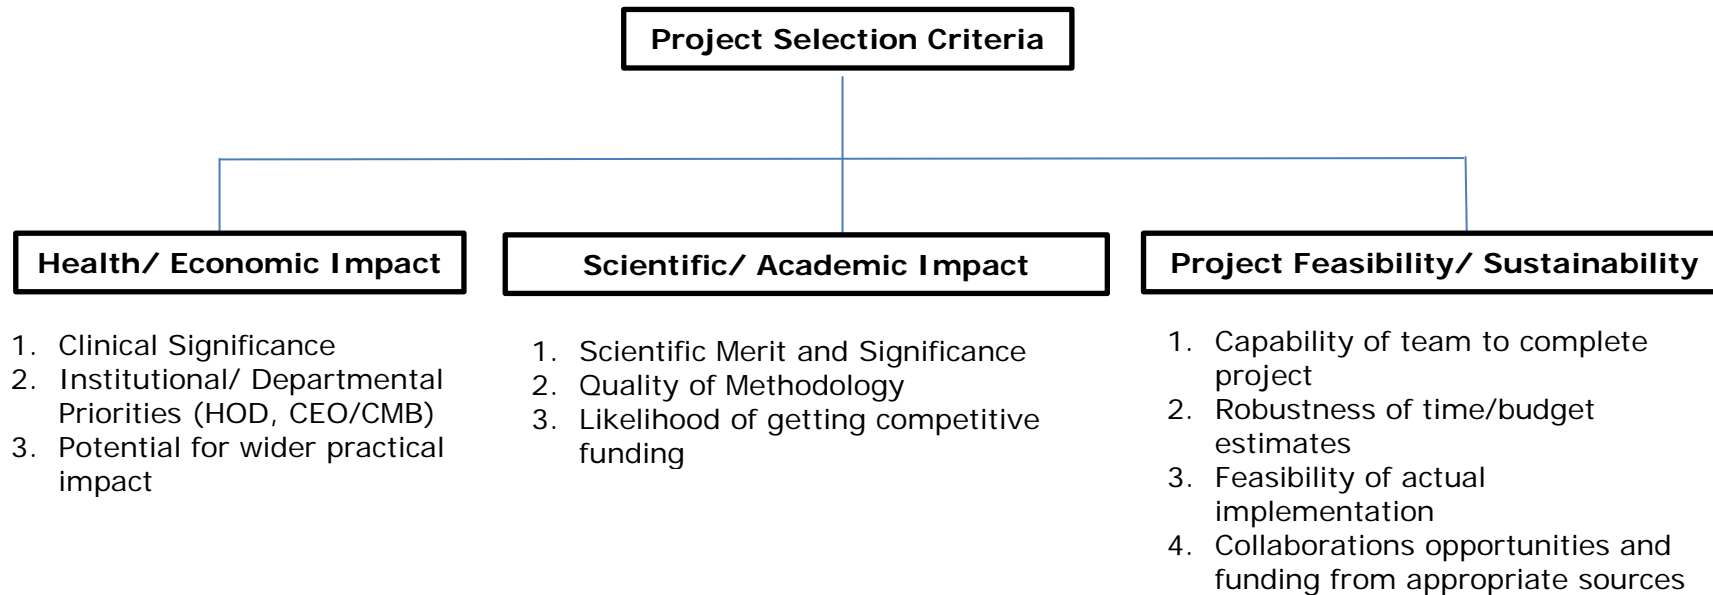 Project Selection Criteria
Health/ Economic Impact
1. Clinical Significance
2. Institutional/ Departmental
Priorities (HOD, CEO/CMB)
3. Potential for wider practical
impact
Scientific/ Academic Impact
1. Scientific Merit and Significance
2. Quality of Methodology
3. Likelihood of getting competitive
funding
Project Feasibility/ Sustainability
1. Capability of team to complete
project
2. Robustness of time/budget
estimates
3. Feasibility of actual
implementation
4. Collaborations opportunities and
funding from appropriate sources